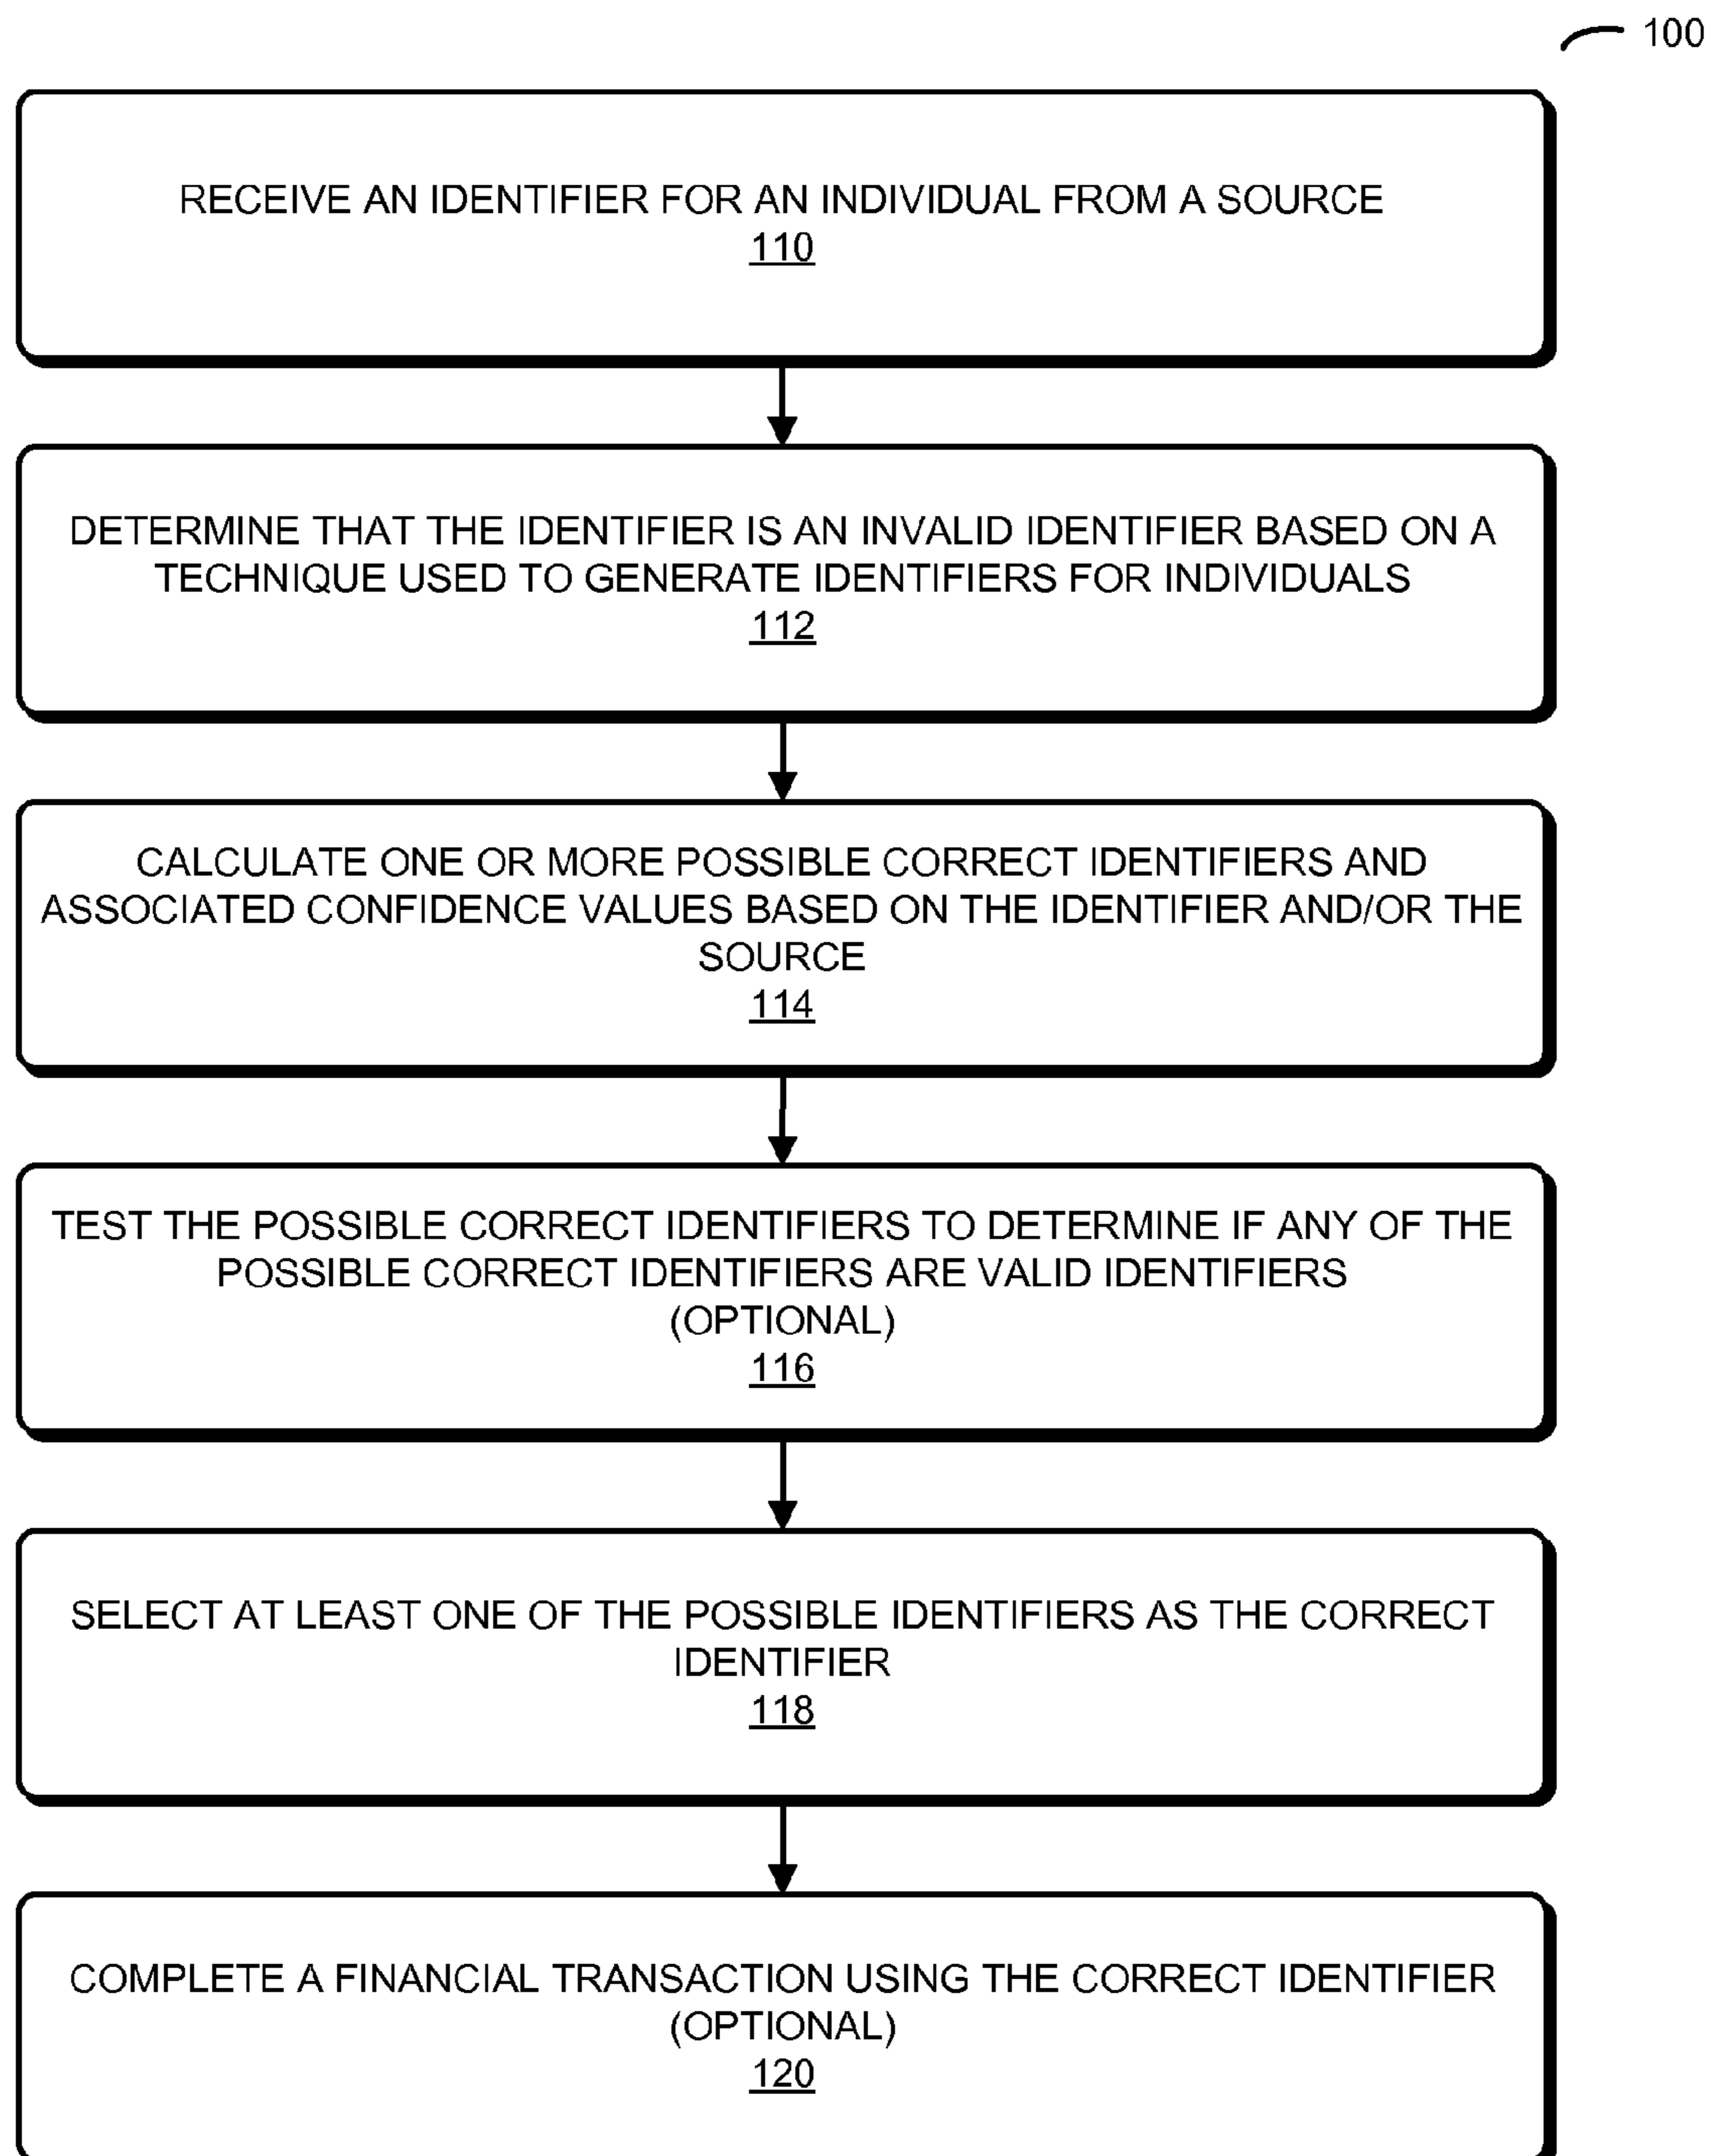 100
RECEIVE AN IDENTIFIER FOR AN INDIVIDUAL FROM A SOURCE
110
DETERMINE THAT THE IDENTIFIER IS AN INVALID IDENTIFIER BASED ON A
TECHNIQUE USED TO GENERATE IDENTIFIERS FOR INDIVIDUALS
112
CALCULATE ONE OR MORE POSSIBLE CORRECT IDENTIFIERS AND
ASSOCIATED CONFIDENCE VALUES BASED ON THE IDENTIFIER AND/OR THE
SOURCE
114
TEST THE POSSIBLE CORRECT IDENTIFIERS TO DETERMINE IF ANY OF THE
POSSIBLE CORRECT IDENTIFIERS ARE VALID IDENTIFIERS
(OPTIONAL)
116
SELECT AT LEAST ONE OF THE POSSIBLE IDENTIFIERS AS THE CORRECT
IDENTIFIER
118
COMPLETE A FINANCIAL TRANSACTION USING THE CORRECT IDENTIFIER
(OPTIONAL)
120